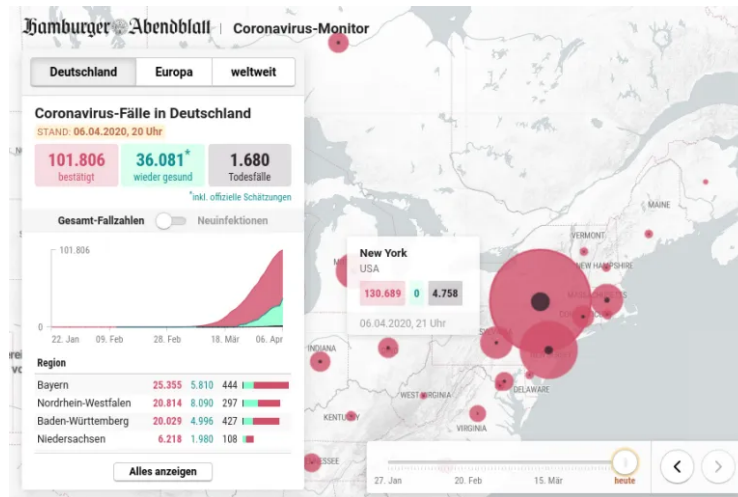 Hamburger Abendblatt | Coronavirus-Monitor
Deutschland Europa weltweit
Coronavirus-Fälle in Deutschland
STAND: 06.04.2020, 20 Uhr
101.806 36.081* 1.680
bestätigt wieder gesund Todesfälle
*inkl. offizielle Schätzungen
Gesamt-Fallzahlen Neuinfektionen
101.806
0
22. Jan 09. Feb 28. Feb 18. Mär 06. Apr
Region
Bayern 25.355 5.810 444
Nordrhein-Westfalen 20.814 8.090 297
Baden-Württemberg 20.029 4.996 427
Niedersachsen 6.218 1.980 108
Alles anzeigen
MAINE
VERMONT
NEW HAMPSHIRE
New York
USA
130.689 0 4.758
06.04.2020, 21 Uhr
INDIANA
WEST VIRGINIA
DELAWARE
KENTUCKY
VIRGINIA
27. Jan 20. Feb 15. Mär heute